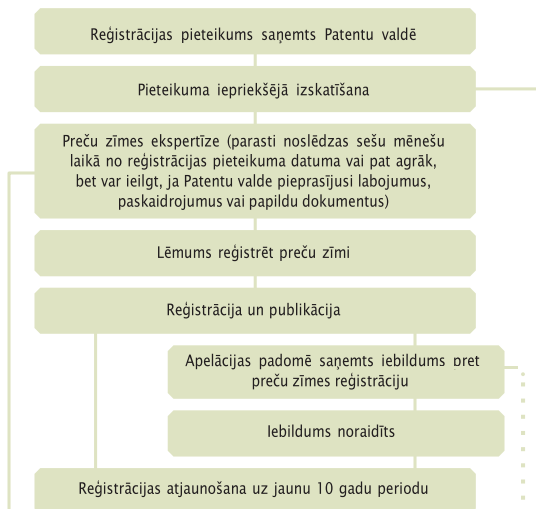 Reģistrācijas pieteikums saņemts Patentu valdē
Pieteikuma iepriekšējā izskatīšana
Preču zīmes ekspertīze (parasti noslēdzas sešu mēnešu
laikā no reģistrācijas pieteikuma datuma vai pat agrāk,
bet var ieilgt, ja Patentu valde pieprasījusi labojumus,
paskaidrojumus vai papildu dokumentus)
Lēmums reģistrēt preču zīmi
Reģistrācija un publikācija
Apelācijas padomē saņemts iebildums pret
preču zīmes reģistrāciju
Iebildums noraidīts
Reģistrācijas atjaunošana uz jaunu 10 gadu periodu